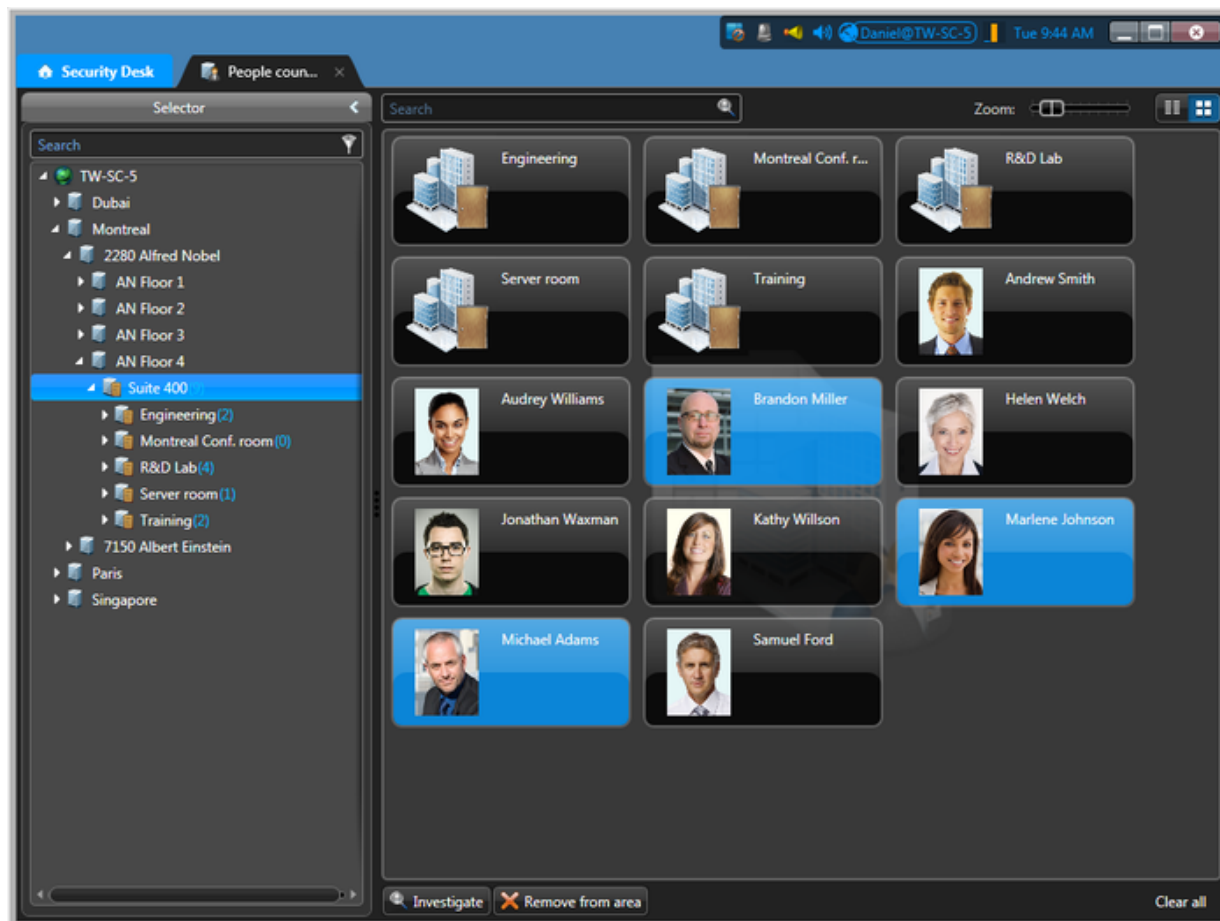 Daniel@TW-SC-5 Tue 9:44 AM
Security Desk People coun...
Selector
Search
TW-SC-5
Dubai
Montreal
2280 Alfred Nobel
AN Floor 1
AN Floor 2
AN Floor 3
AN Floor 4
Suite 400(9)
Engineering(2)
Montreal Conf. room(0)
R&D Lab(4)
Server room(1)
Training(2)
7150 Albert Einstein
Paris
Singapore
Search Zoom:
Engineering Montreal Conf. r... R&D Lab
Server room Training Andrew Smith
Audrey Williams Brandon Miller Helen Welch
Jonathan Waxman Kathy Willson Marlene Johnson
Michael Adams Samuel Ford
Investigate Remove from area Clear all